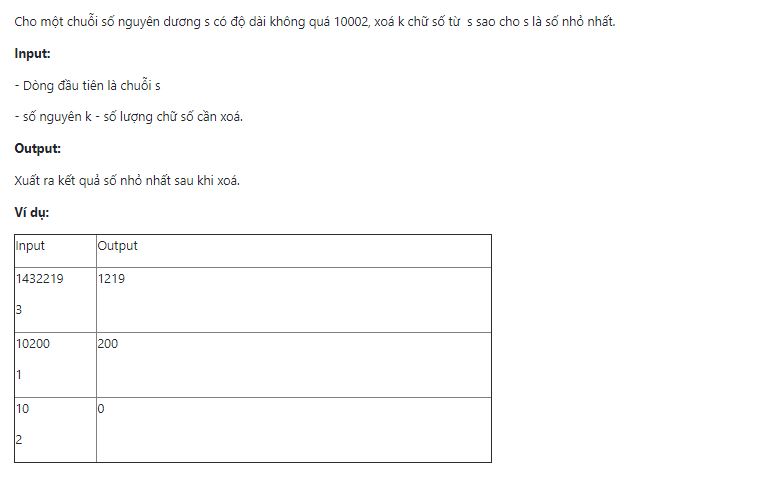 Cho một chuỗi số nguyên dương s có độ dài không quá 10002, xoá k chữ số từ  s sao cho s là số nhỏ nhất.
Input:
- Dòng đầu tiên là chuỗi s
- số nguyên k - số lượng chữ số cần xoá.
Output:
Xuất ra kết quả số nhỏ nhất sau khi xoá.
Ví dụ:
Input Output
1432219 1219
3
10200 200
1
10 0
2